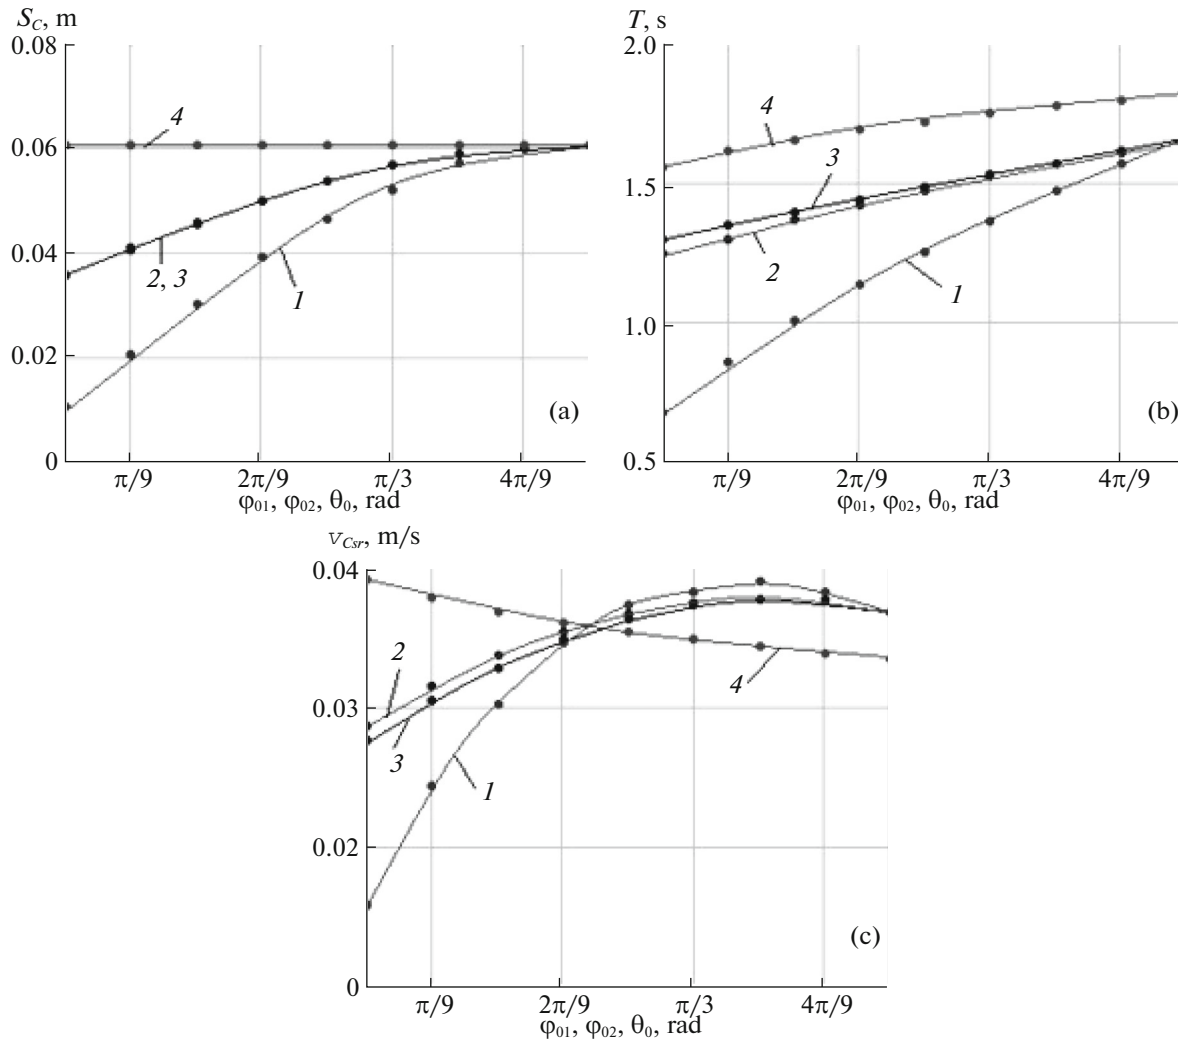 S_C, m
0.08
0.06
0.04
0.02
0
4
2, 3
1
(a)
π/9
2π/9
π/3
4π/9
φ₀₁, φ₀₂, θ₀, rad
T, s
2.0
1.5
1.0
0.5
4
3
2
1
(b)
π/9
2π/9
π/3
4π/9
φ₀₁, φ₀₂, θ₀, rad
v_Csr, m/s
0.04
0.03
0.02
0
2
3
1
4
(c)
π/9
2π/9
π/3
4π/9
φ₀₁, φ₀₂, θ₀, rad